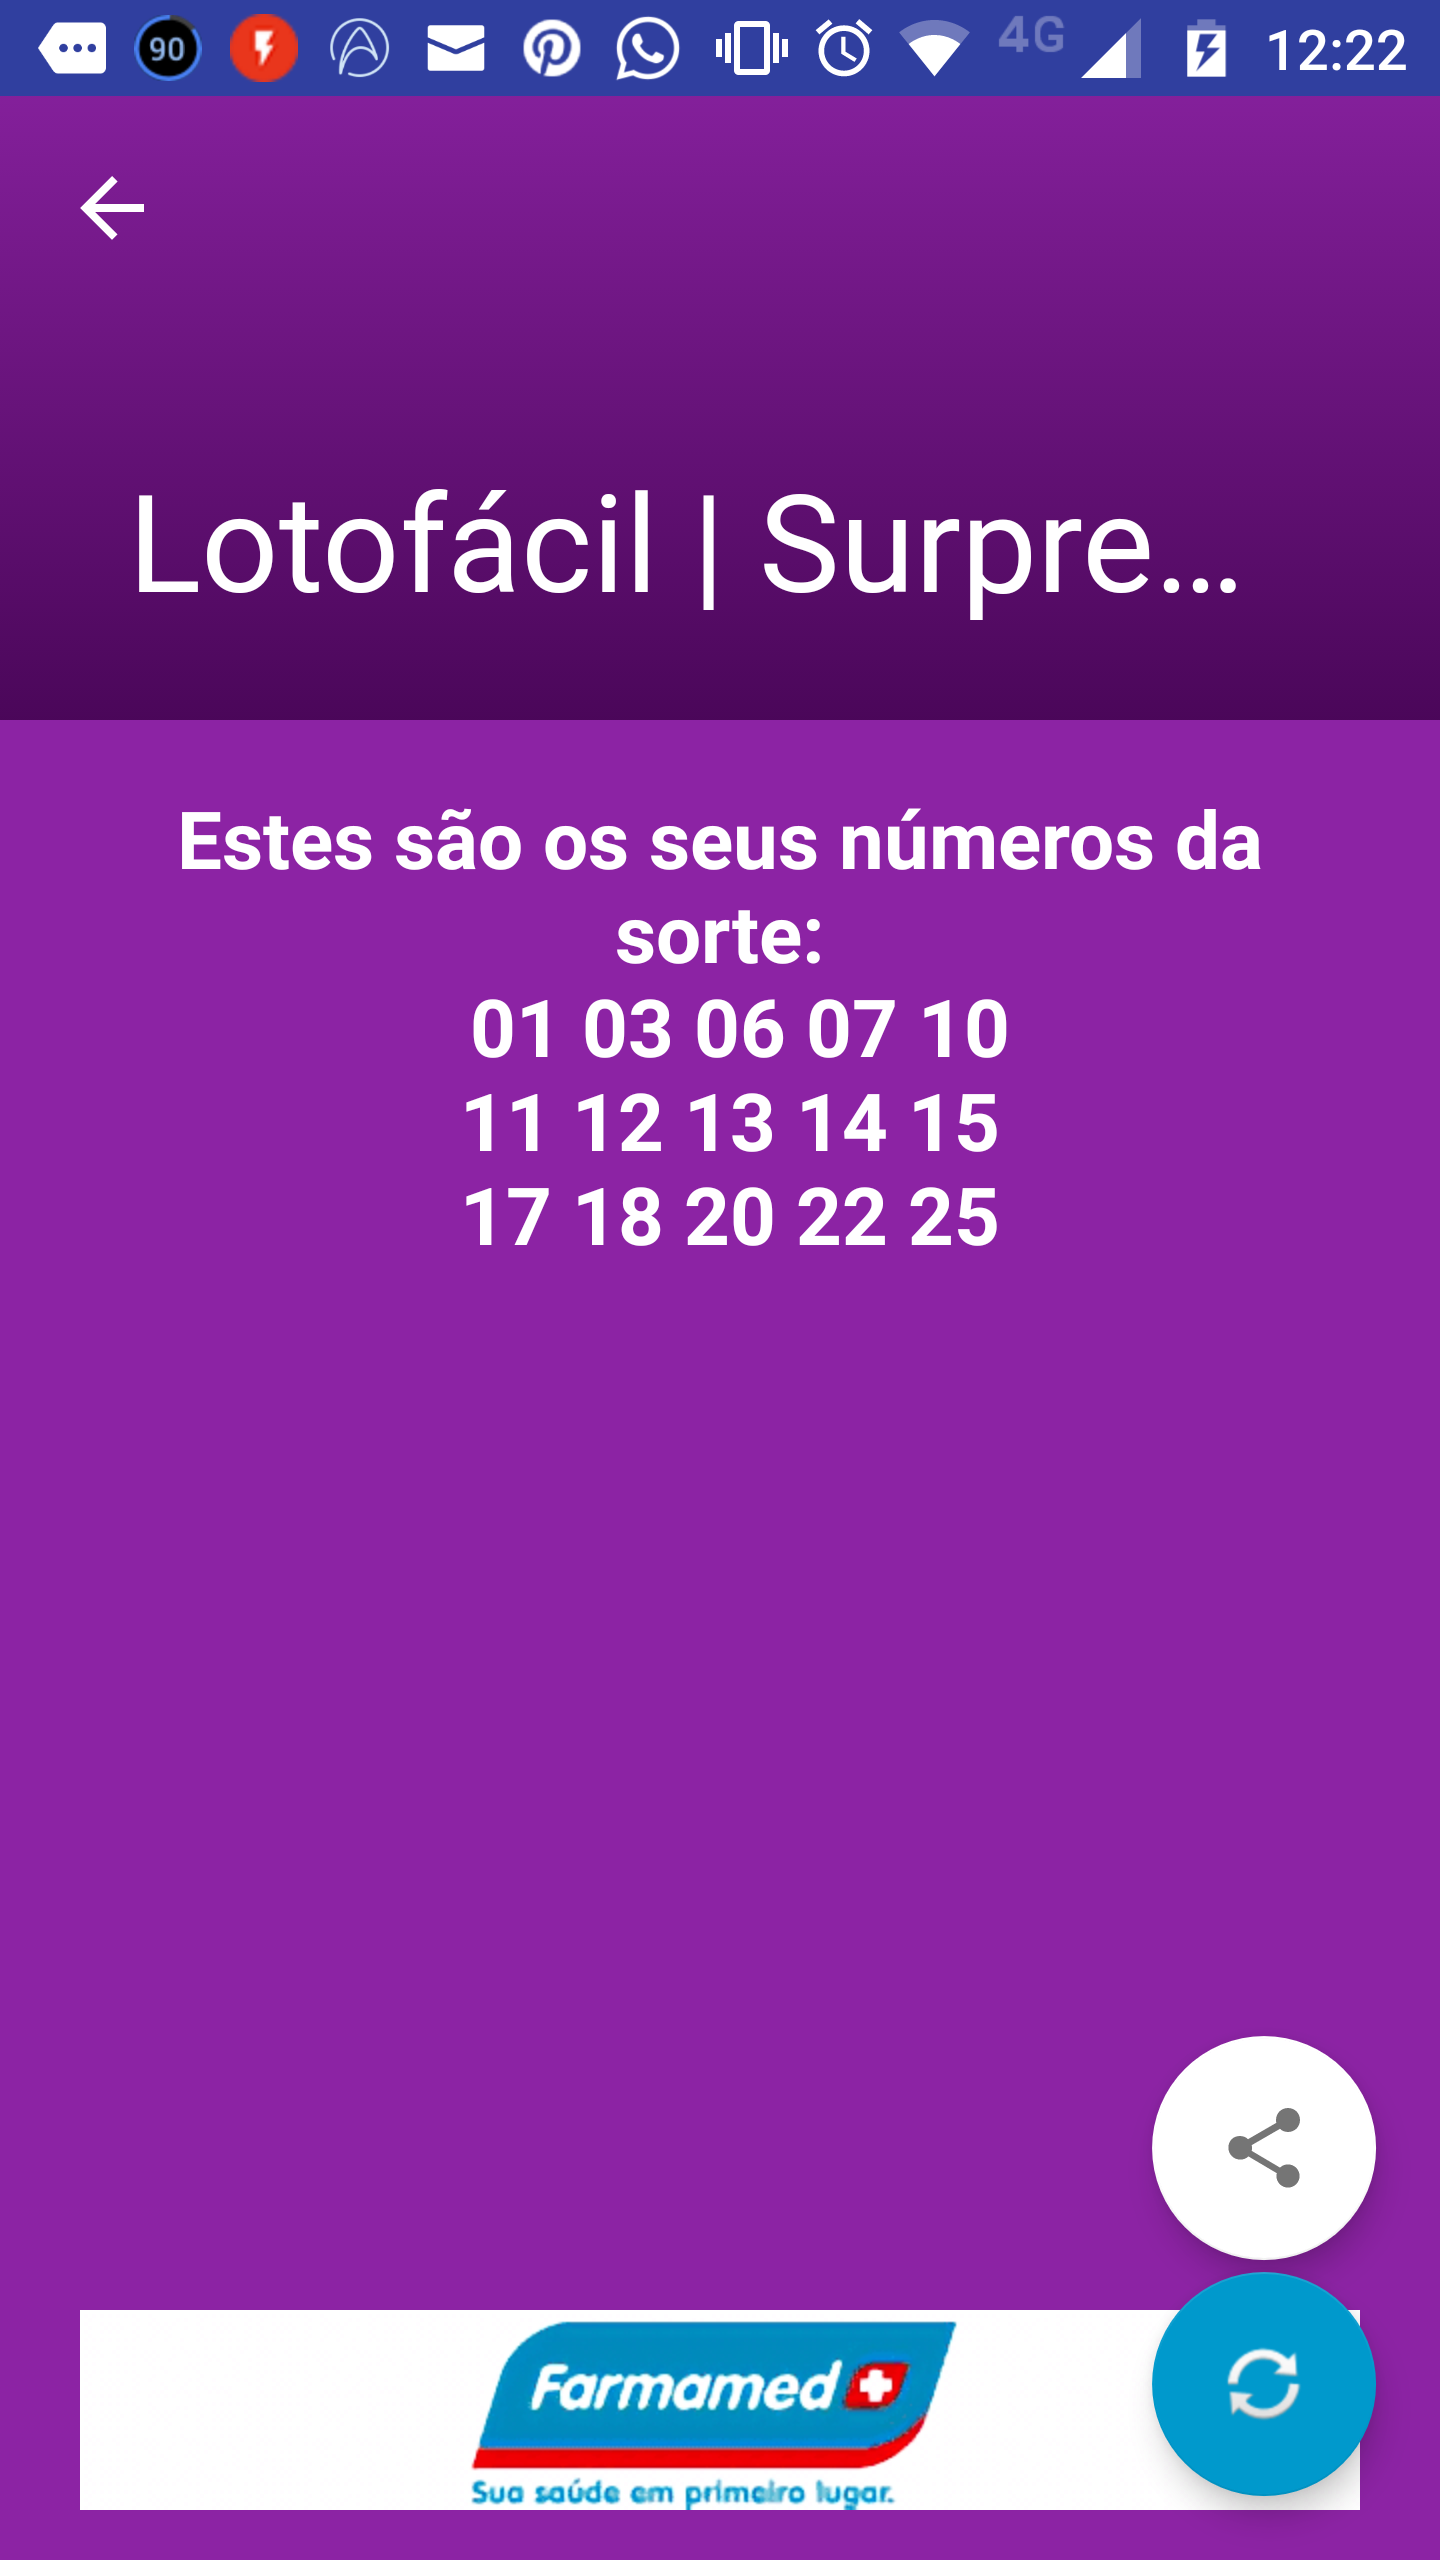 90
4G
12:22
Lotofácil | Surpre...
Estes são os seus números da
sorte:
01 03 06 07 10
11 12 13 14 15
17 18 20 22 25
Farmamed
Sua saúde em primeiro lugar.